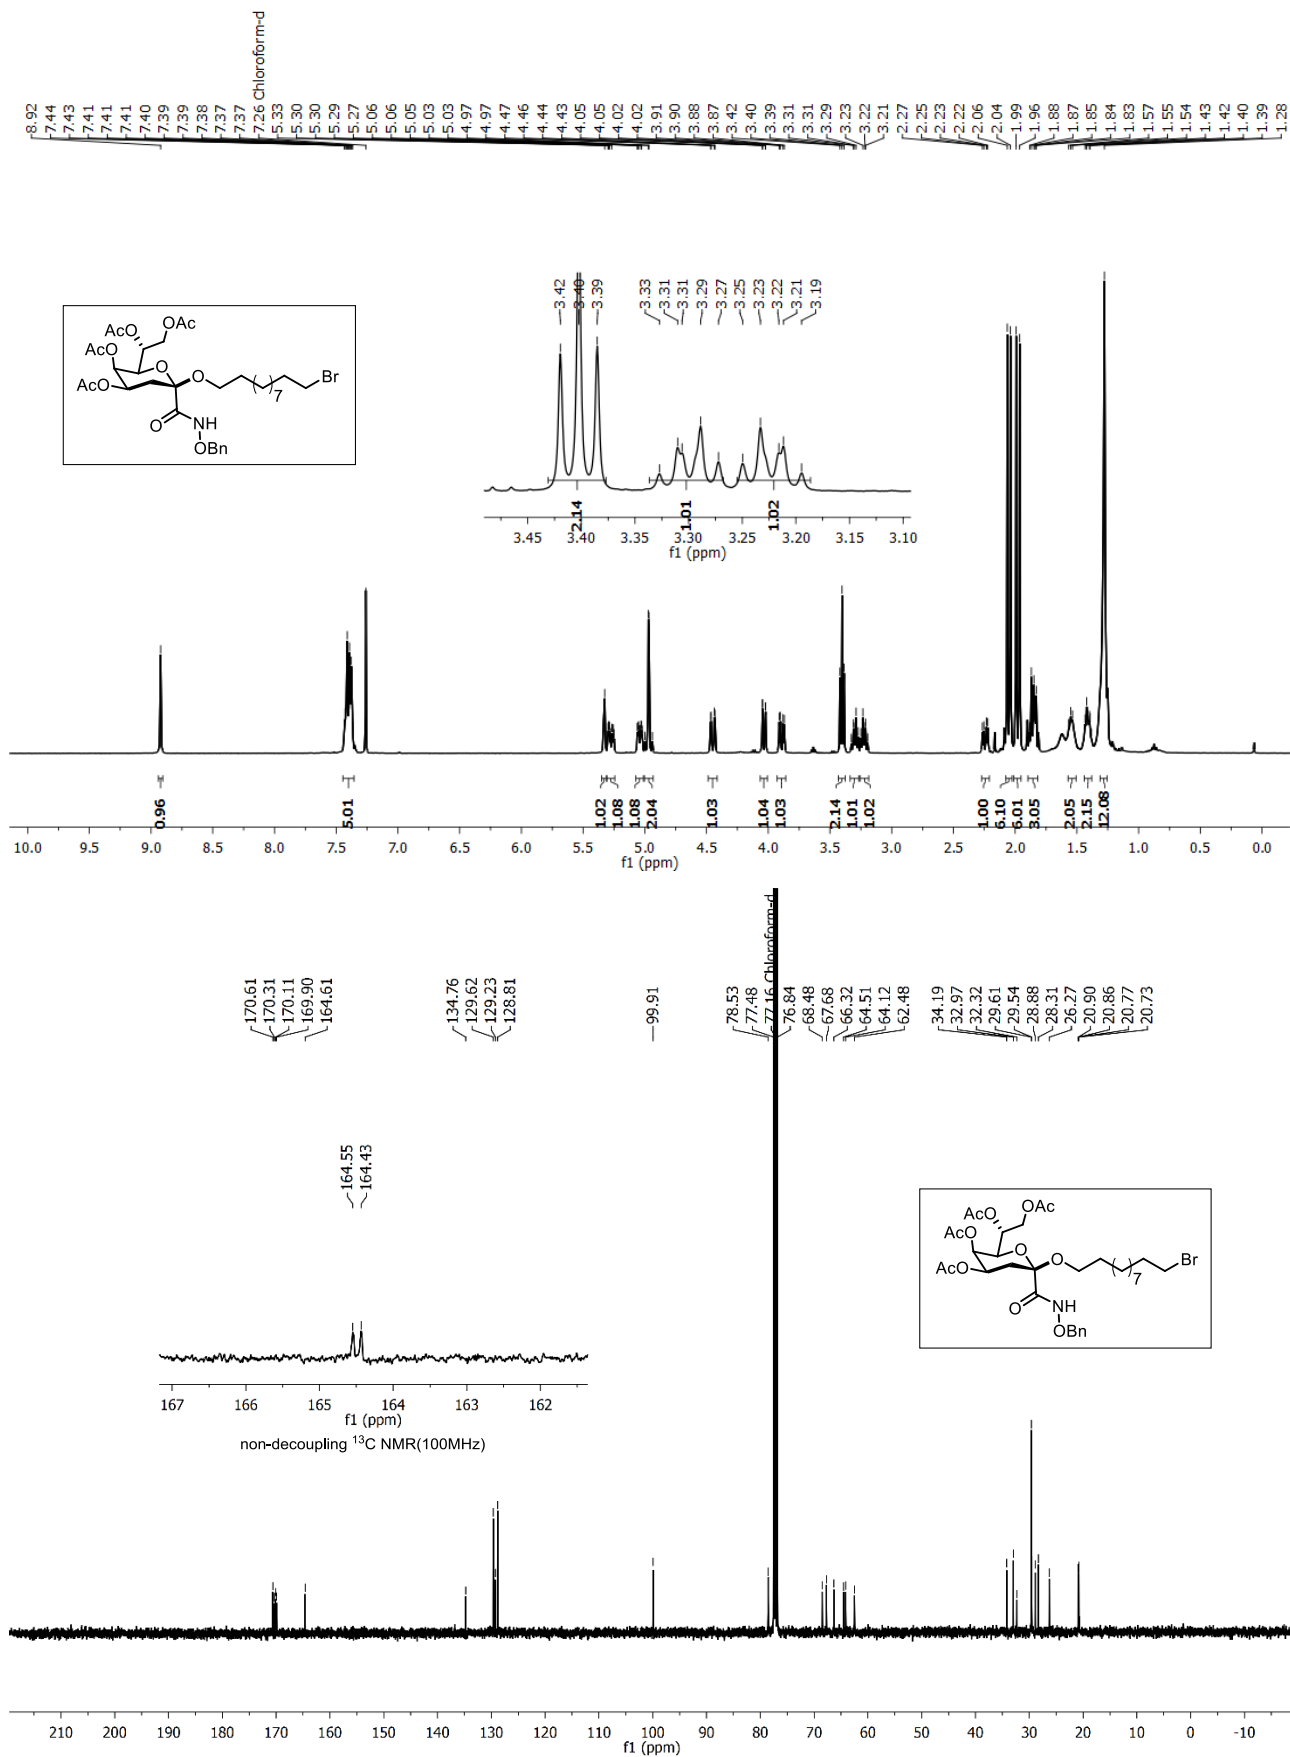 8.92 7.44 7.43 7.41 7.41 7.41 7.40 7.39 7.39 7.38 7.37 7.37 7.26 Chloroform-d 5.33 5.30 5.30 5.29 5.27 5.06 5.06 5.05 5.03 5.03 4.97 4.97 4.47 4.46 4.44 4.43 4.05 4.05 4.02 4.02 3.91 3.90 3.88 3.87 3.42 3.40 3.39 3.31 3.31 3.29 3.23 3.22 3.21 2.27 2.25 2.23 2.22 2.06 2.04 1.99 1.96 1.88 1.87 1.85 1.84 1.83 1.57 1.55 1.54 1.43 1.42 1.40 1.39 1.28
3.42 3.40 3.39 3.33 3.31 3.31 3.29 3.27 3.25 3.23 3.22 3.21 3.19
AcO OAc
AcO
AcO O O Br
7
O NH
OBn
2.14 1.01 1.02
3.45 3.40 3.35 3.30 3.25 3.20 3.15 3.10
f1 (ppm)
0.96 5.01 1.02 1.08 1.08 2.04 1.03 1.04 1.03 2.14 1.01 1.02 1.00 6.10 6.01 3.05 2.05 2.15 12.08
10.0 9.5 9.0 8.5 8.0 7.5 7.0 6.5 6.0 5.5 5.0 4.5 4.0 3.5 3.0 2.5 2.0 1.5 1.0 0.5 0.0
f1 (ppm)
170.61 170.31 170.11 169.90 164.61 134.76 129.62 129.23 128.81 99.91 78.53 77.48 77.16 Chloroform-d 76.84 68.48 67.68 66.32 64.51 64.12 62.48 34.19 32.97 32.32 29.61 29.54 28.88 28.31 26.27 20.90 20.86 20.77 20.73
164.55 164.43
167 166 165 164 163 162
f1 (ppm)
non-decoupling ¹³C NMR(100MHz)
AcO OAc
AcO
AcO O O Br
7
O NH
OBn
210 200 190 180 170 160 150 140 130 120 110 100 90 80 70 60 50 40 30 20 10 0 -10
f1 (ppm)